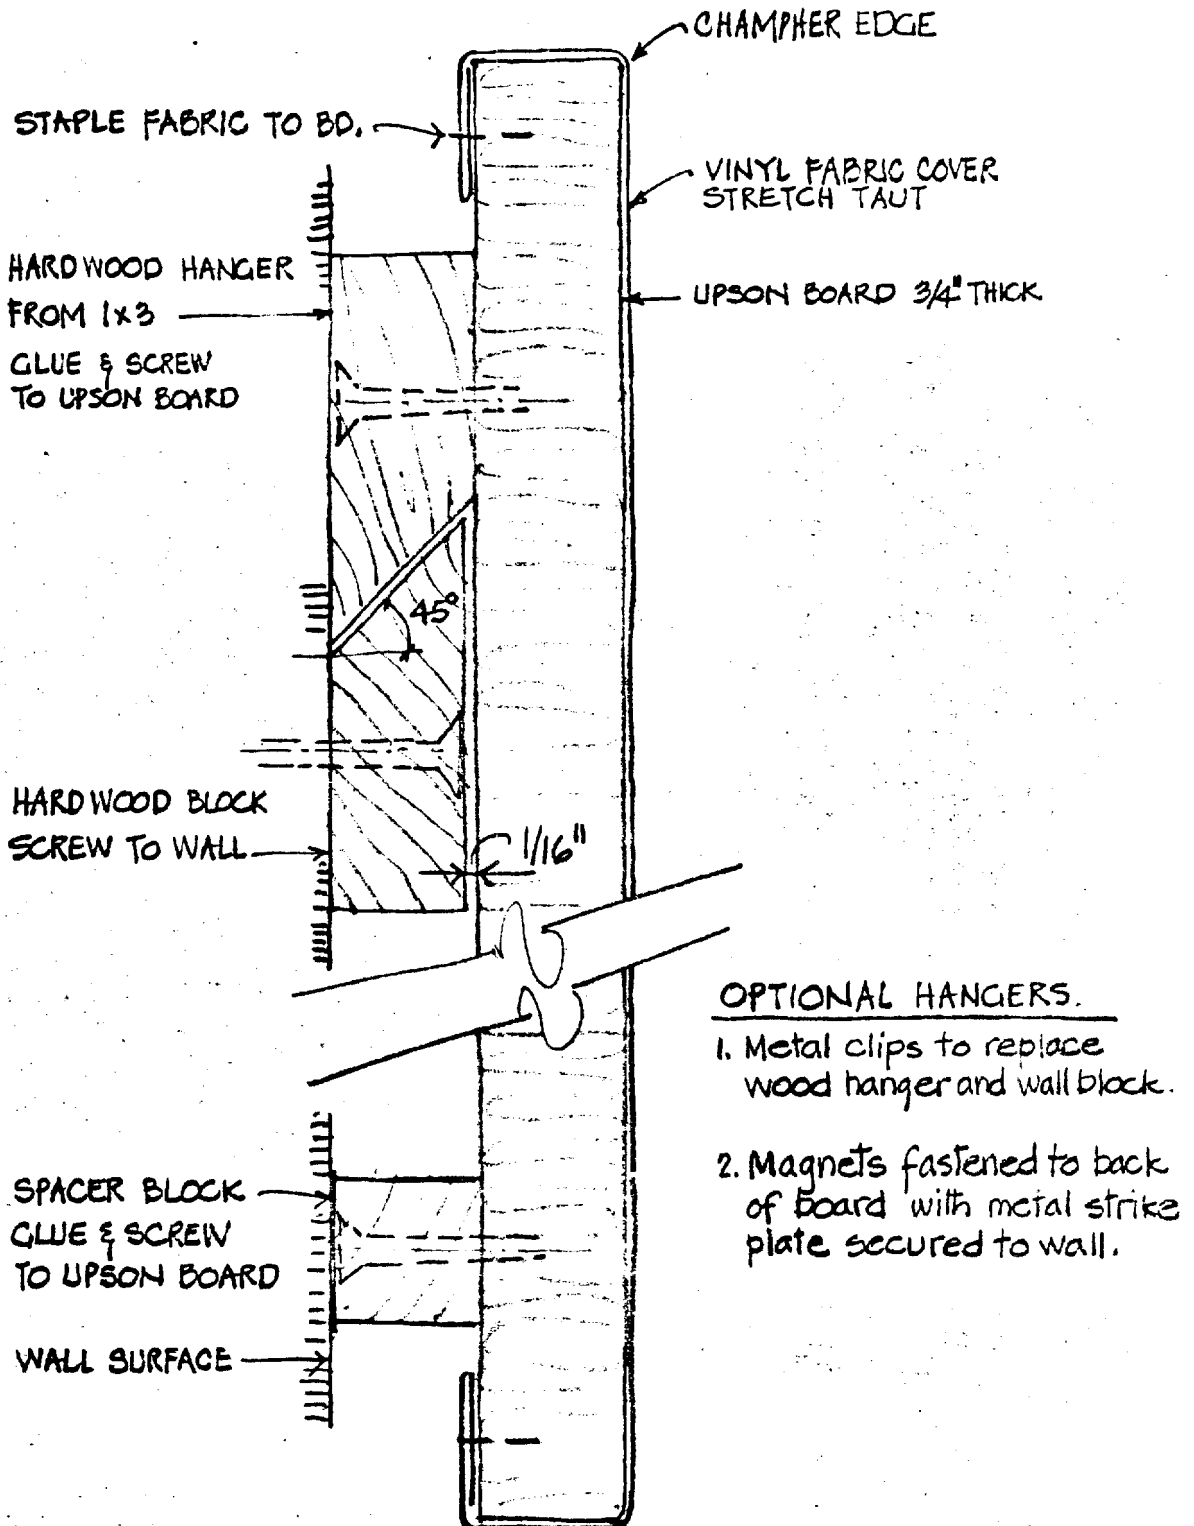 CHAMPHER EDGE
STAPLE FABRIC TO BD.
VINYL FABRIC COVER
STRETCH TAUT
HARDWOOD HANGER
FROM 1x3
GLUE & SCREW
TO UPSON BOARD
UPSON BOARD 3/4" THICK
45°
HARDWOOD BLOCK
SCREW TO WALL
1/16"
OPTIONAL HANGERS.
1. Metal clips to replace
wood hanger and wall block.
2. Magnets fastened to back
of board with metal strike
plate secured to wall.
SPACER BLOCK
GLUE & SCREW
TO UPSON BOARD
WALL SURFACE